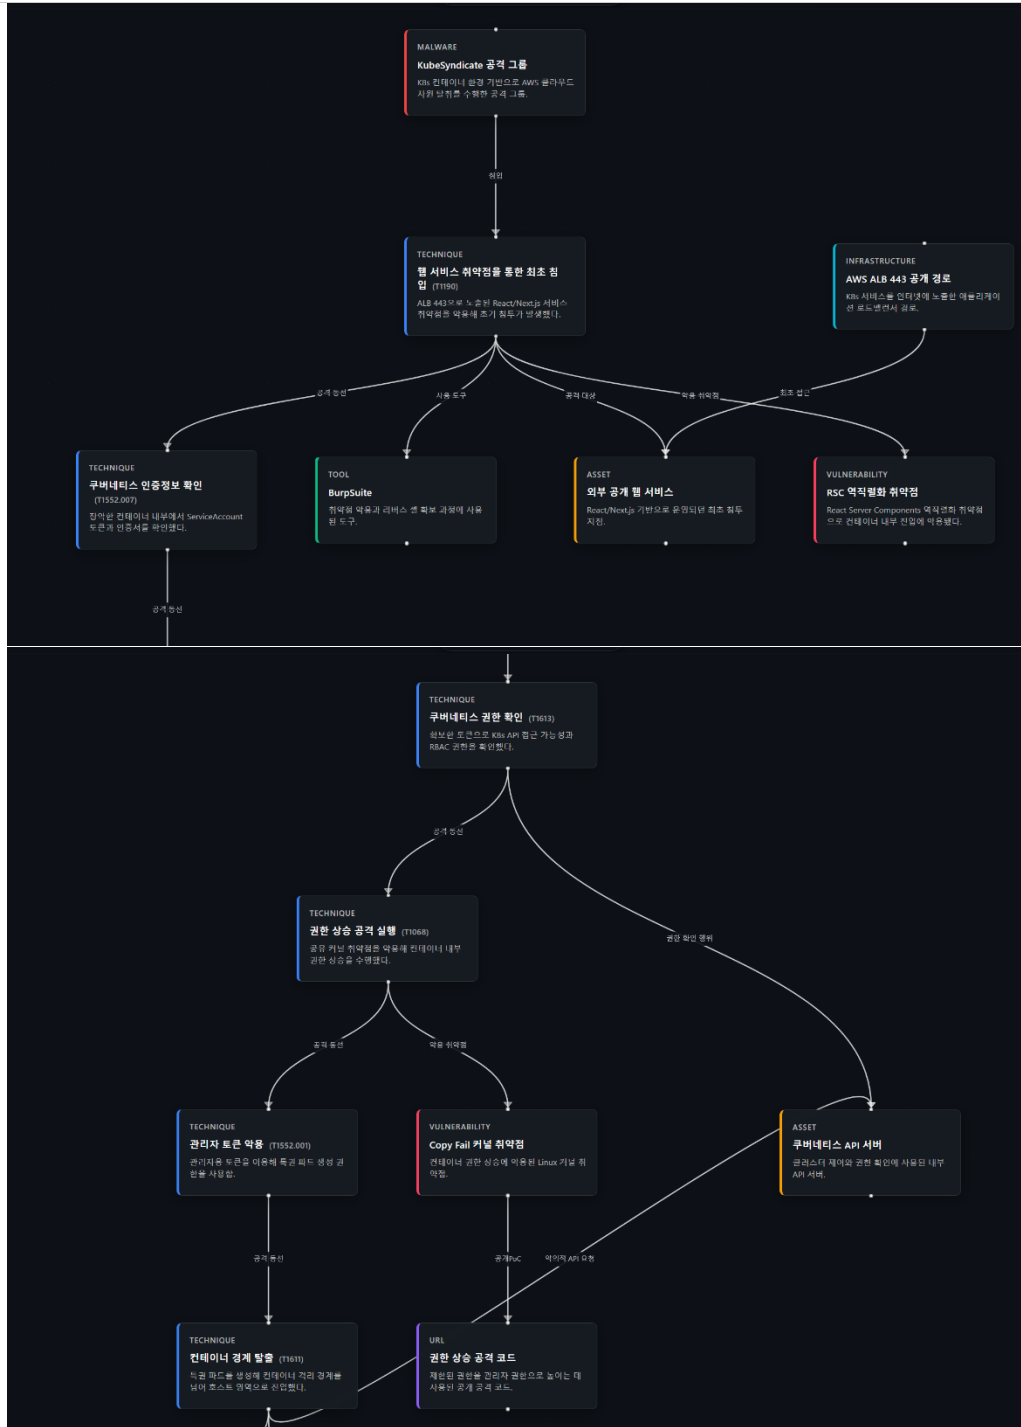 MALWARE
KubeSyndicate 공격 그룹
K8s 컨테이너 환경 기반으로 AWS 클라우드
자원 탈취를 수행한 공격 그룹.
침입
TECHNIQUE
웹 서비스 취약점을 통한 최초 침
입 (T1190)
ALB 443으로 노출된 React/Next.js 서비스
취약점을 악용해 초기 침투가 발생했다.
INFRASTRUCTURE
AWS ALB 443 공개 경로
K8s 서비스를 인터넷에 노출한 애플리케이
션 로드밸런서 경로.
공격 동선
사용 도구
공격 대상
악용 취약점
최초 접근
TECHNIQUE
쿠버네티스 인증정보 확인
(T1552.007)
장악한 컨테이너 내부에서 ServiceAccount
토큰과 인증서를 확인했다.
TOOL
BurpSuite
취약점 악용과 리버스 셸 확보 과정에 사용
된 도구.
ASSET
외부 공개 웹 서비스
React/Next.js 기반으로 운영되던 최초 침투
지점.
VULNERABILITY
RSC 역직렬화 취약점
React Server Components 역직렬화 취약점
으로 컨테이너 내부 진입에 악용됐다.
공격 동선
TECHNIQUE
쿠버네티스 권한 확인 (T1613)
확보한 토큰으로 K8s API 접근 가능성과
RBAC 권한을 확인했다.
공격 동선
TECHNIQUE
권한 상승 공격 실행 (T1068)
공유 커널 취약점을 악용해 컨테이너 내부
권한 상승을 수행했다.
권한 확인 행위
공격 동선
악용 취약점
TECHNIQUE
관리자 토큰 악용 (T1552.001)
관리자용 토큰을 이용해 특권 파드 생성 권
한을 사용함.
VULNERABILITY
Copy Fail 커널 취약점
컨테이너 권한 상승에 악용된 Linux 커널 취
약점.
ASSET
쿠버네티스 API 서버
클러스터 제어와 권한 확인에 사용된 내부
API 서버.
공격 동선
공개PoC
악의적 API 요청
TECHNIQUE
컨테이너 경계 탈출 (T1611)
특권 파드를 생성해 컨테이너 격리 경계를
넘어 호스트 영역으로 진입했다.
URL
권한 상승 공격 코드
제한된 권한을 관리자 권한으로 높이는 데
사용된 공개 공격 코드.